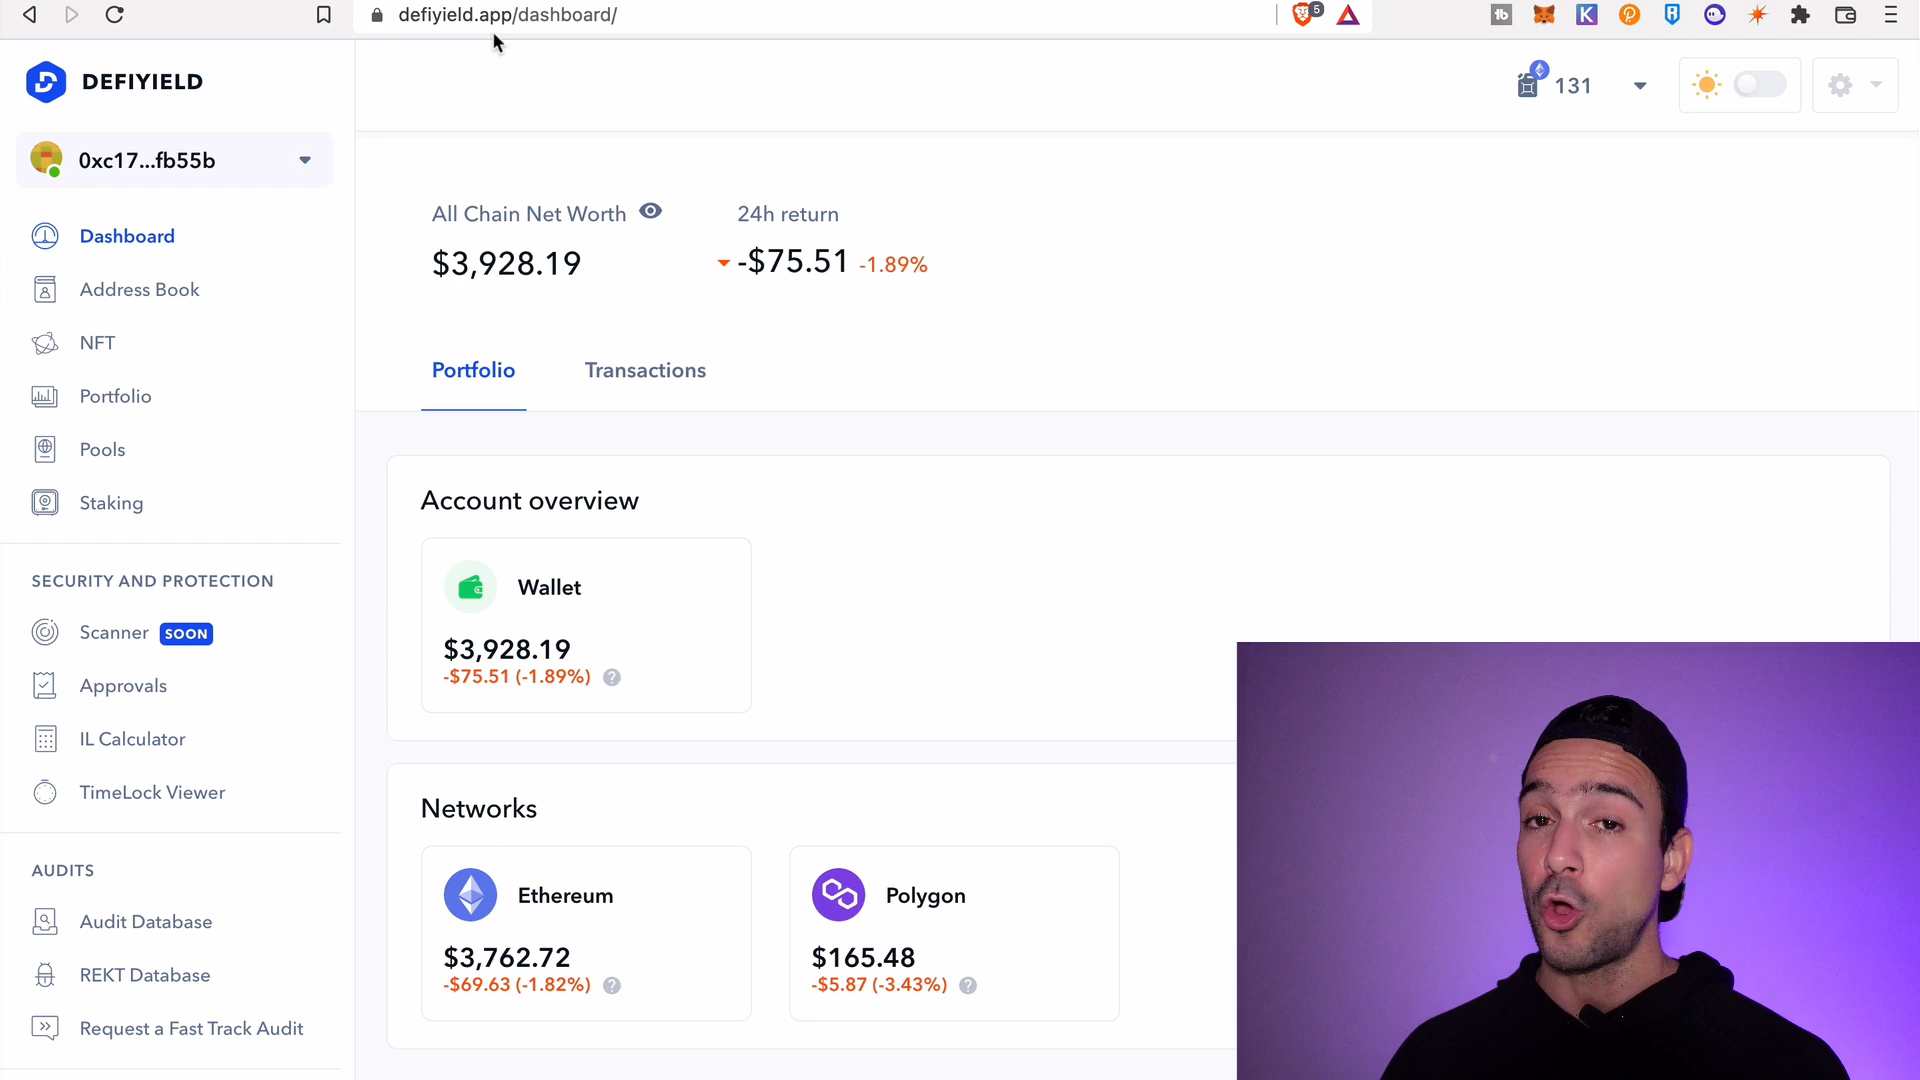 defiyield.app/dashboard/
5
DEFIYIELD
131
0xc17...fb55b
Dashboard
Address Book
NFT
Portfolio
Pools
Staking
SECURITY AND PROTECTION
Scanner SOON
Approvals
IL Calculator
TimeLock Viewer
AUDITS
Audit Database
REKT Database
Request a Fast Track Audit
All Chain Net Worth
$3,928.19
24h return
-$75.51 -1.89%
Portfolio
Transactions
Account overview
Wallet
$3,928.19
-$75.51 (-1.89%) ?
Networks
Ethereum
$3,762.72
-$69.63 (-1.82%) ?
Polygon
$165.48
-$5.87 (-3.43%) ?